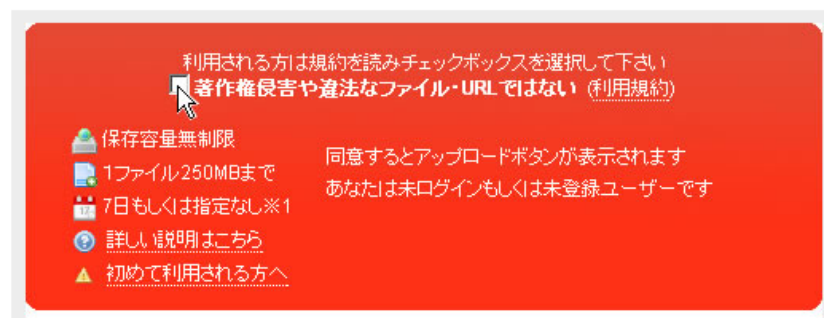 利用される方は規約を読みチェックボックスを選択して下さい
著作権侵害や違法なファイル・URLではない (利用規約)
保存容量無制限
1ファイル250MBまで
7日もしくは指定なし※1
詳しい説明はこちら
初めて利用される方へ
同意するとアップロードボタンが表示されます
あなたは未ログインもしくは未登録ユーザーです